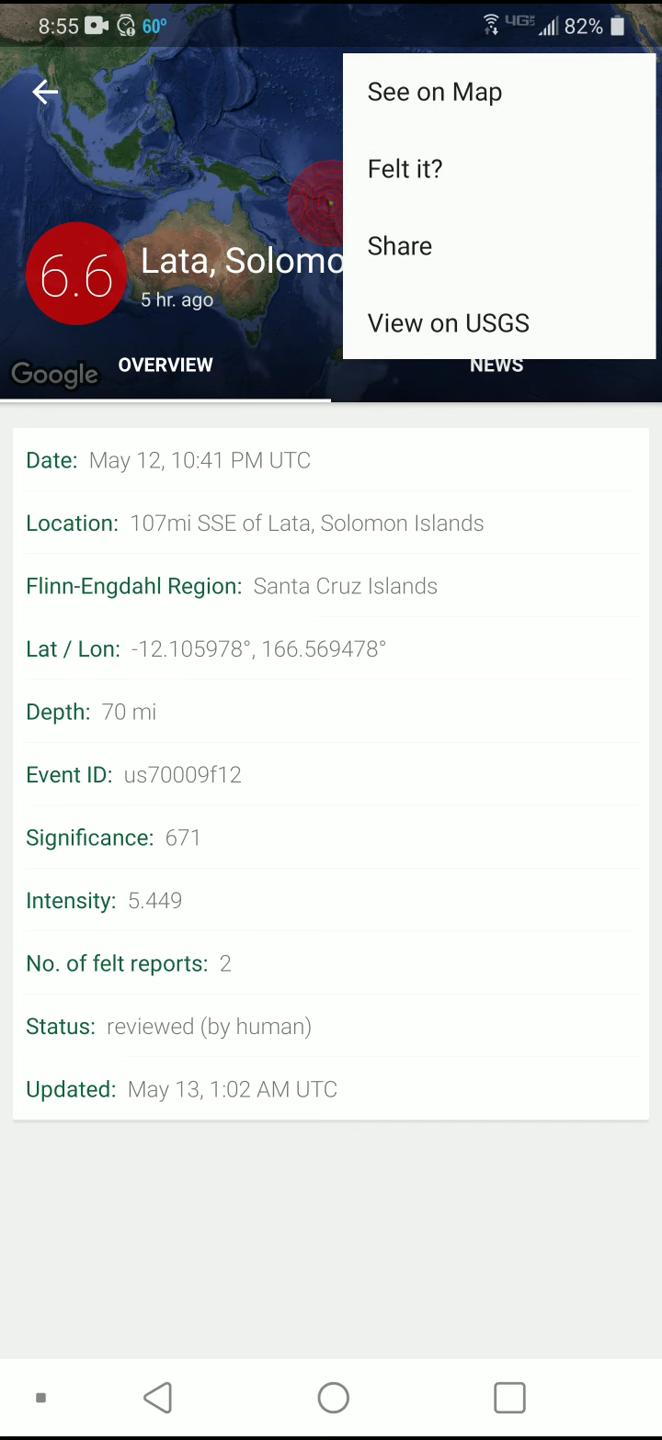 8:55 60° 4G 82%
See on Map
Felt it?
Share
View on USGS
6.6
Lata, Solomo
5 hr. ago
Google
OVERVIEW
NEWS
Date: May 12, 10:41 PM UTC
Location: 107mi SSE of Lata, Solomon Islands
Flinn-Engdahl Region: Santa Cruz Islands
Lat / Lon: -12.105978°, 166.569478°
Depth: 70 mi
Event ID: us70009f12
Significance: 671
Intensity: 5.449
No. of felt reports: 2
Status: reviewed (by human)
Updated: May 13, 1:02 AM UTC